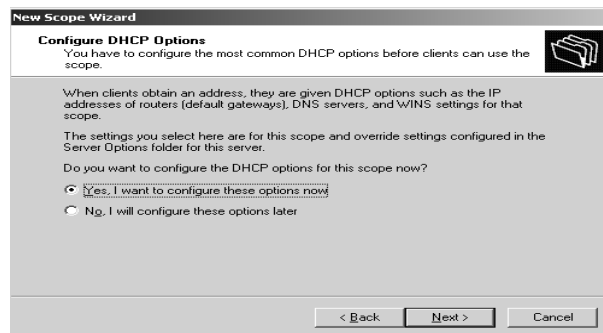 New Scope Wizard
Configure DHCP Options
You have to configure the most common DHCP options before clients can use the
scope.
When clients obtain an address, they are given DHCP options such as the IP
addresses of routers (default gateways), DNS servers, and WINS settings for that
scope.
The settings you select here are for this scope and override settings configured in the
Server Options folder for this server.
Do you want to configure the DHCP options for this scope now?
Yes, I want to configure these options now
No, I will configure these options later
< Back Next > Cancel